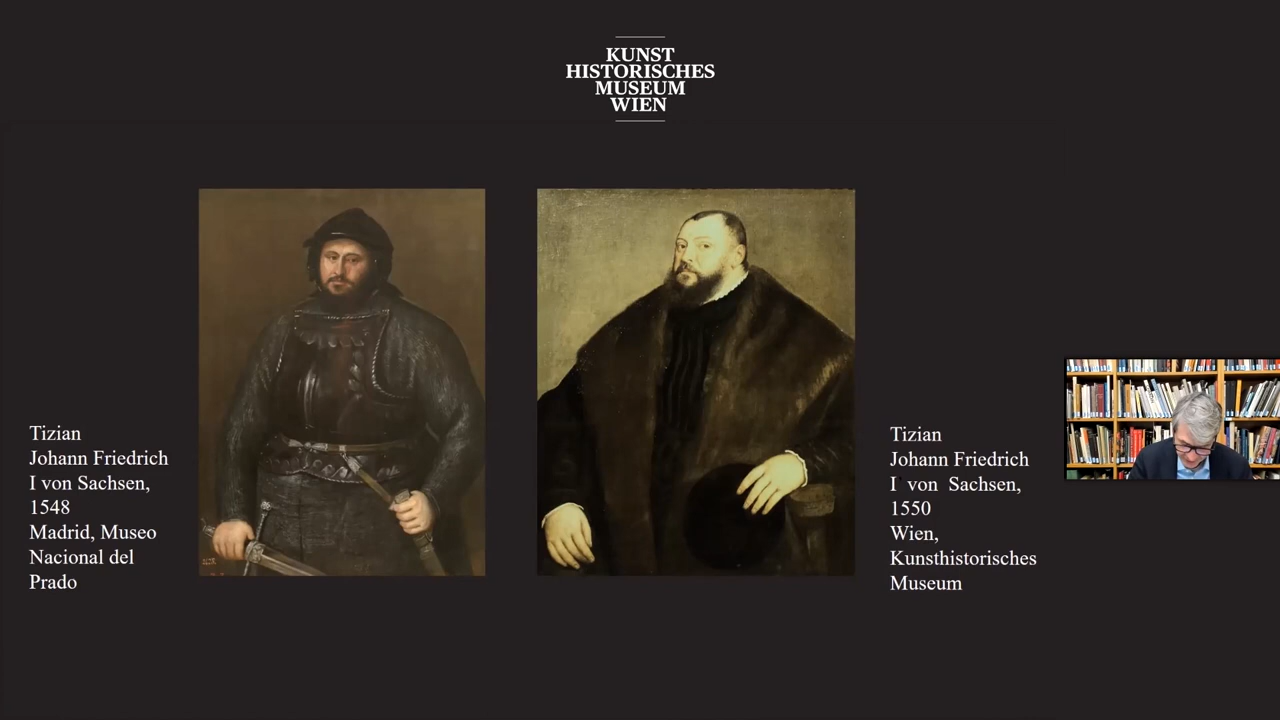 KUNST
HISTORISCHES
MUSEUM
WIEN
Tizian
Johann Friedrich
I von Sachsen,
1548
Madrid, Museo
Nacional del
Prado
Tizian
Johann Friedrich
I von Sachsen,
1550
Wien,
Kunsthistorisches
Museum